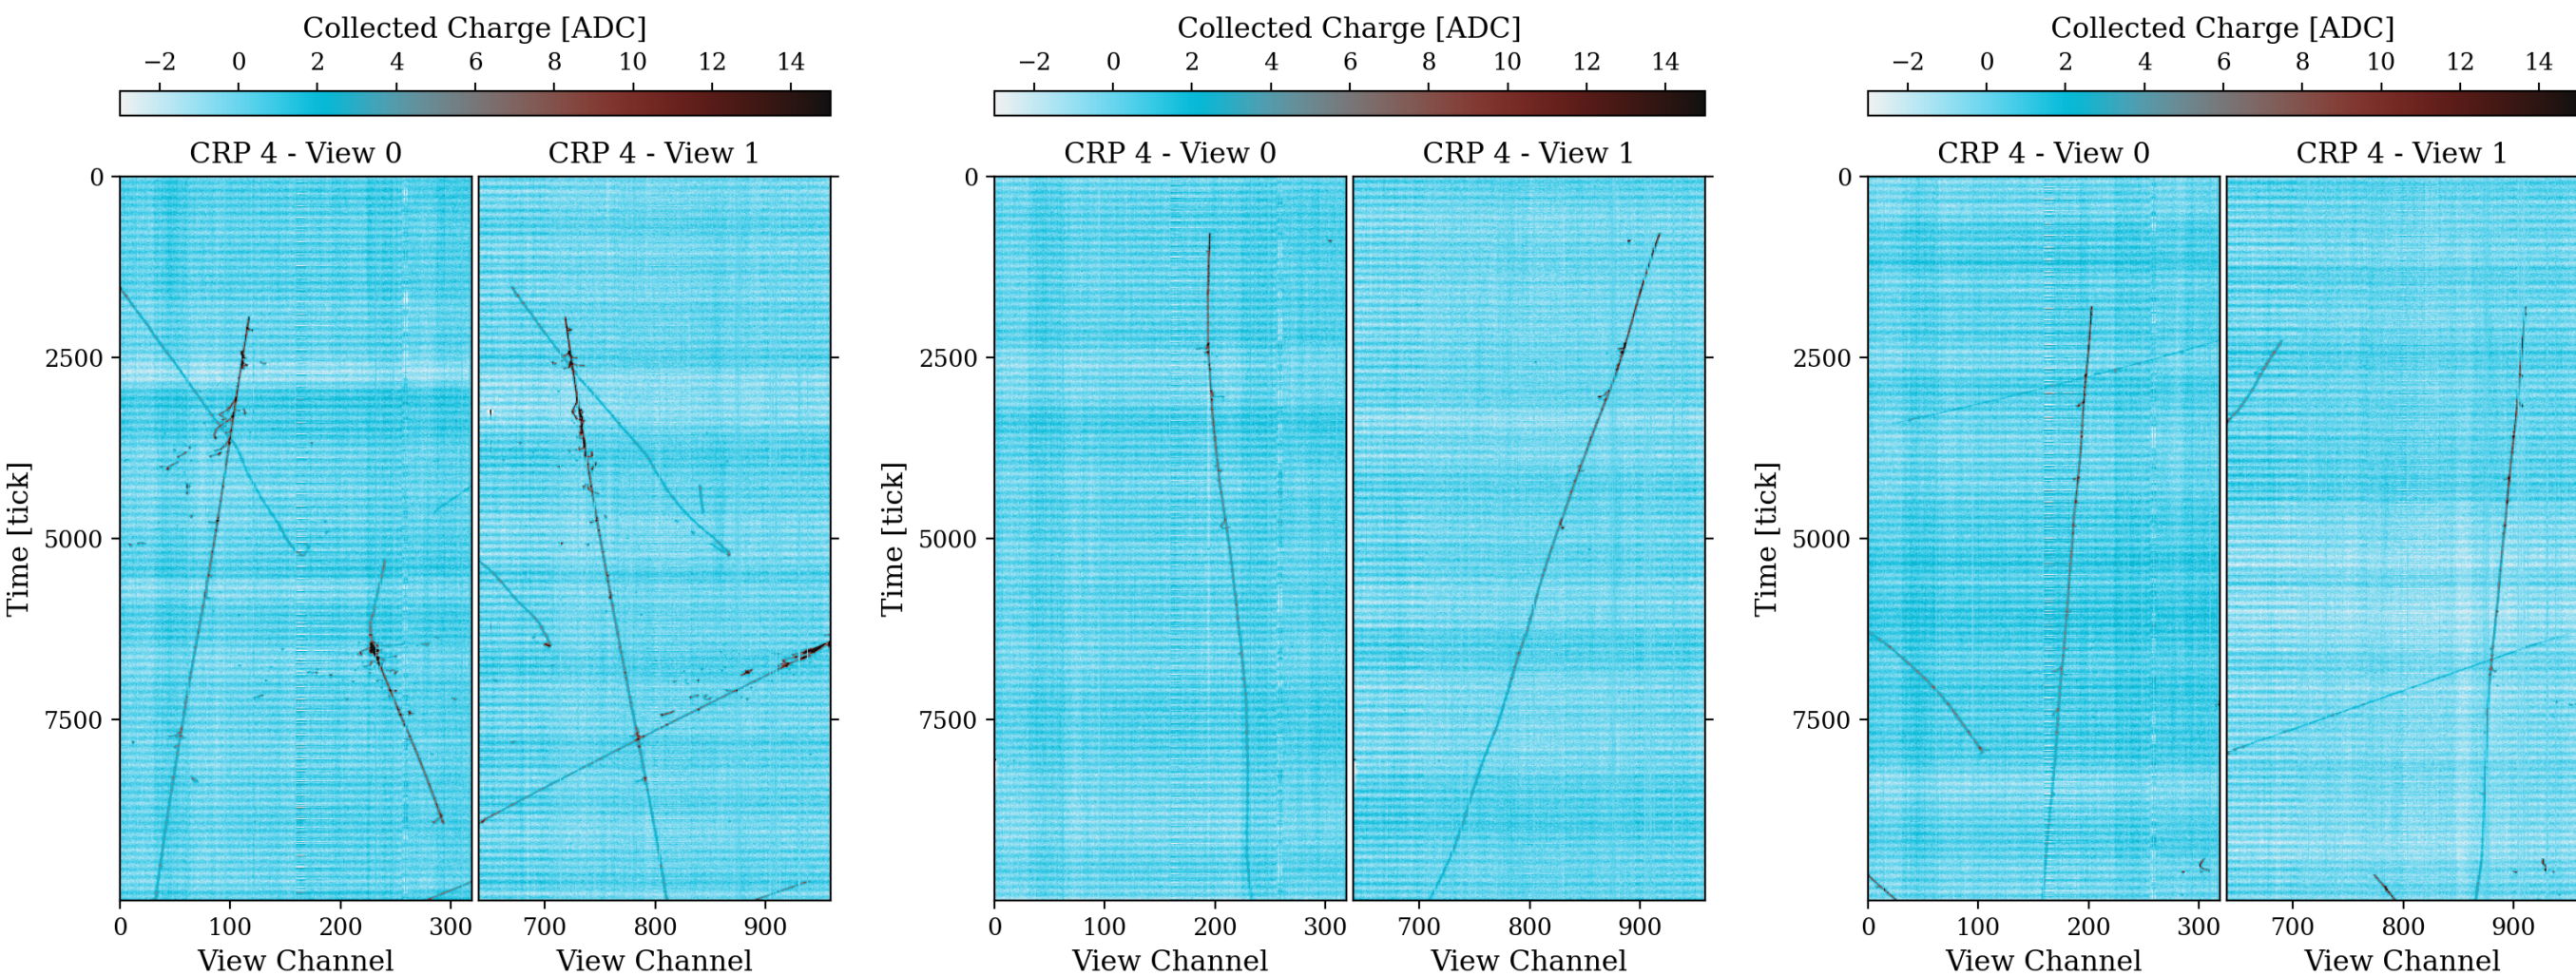 Collected Charge [ADC]
−2 0 2 4 6 8 10 12 14
CRP 4 - View 0 CRP 4 - View 1
0
2500
5000
7500
Time [tick]
0 100 200 300 700 800 900
View Channel View Channel
Collected Charge [ADC]
−2 0 2 4 6 8 10 12 14
CRP 4 - View 0 CRP 4 - View 1
0
2500
5000
7500
Time [tick]
0 100 200 300 700 800 900
View Channel View Channel
Collected Charge [ADC]
−2 0 2 4 6 8 10 12 14
CRP 4 - View 0 CRP 4 - View 1
0
2500
5000
7500
Time [tick]
0 100 200 300 700 800 900
View Channel View Channel